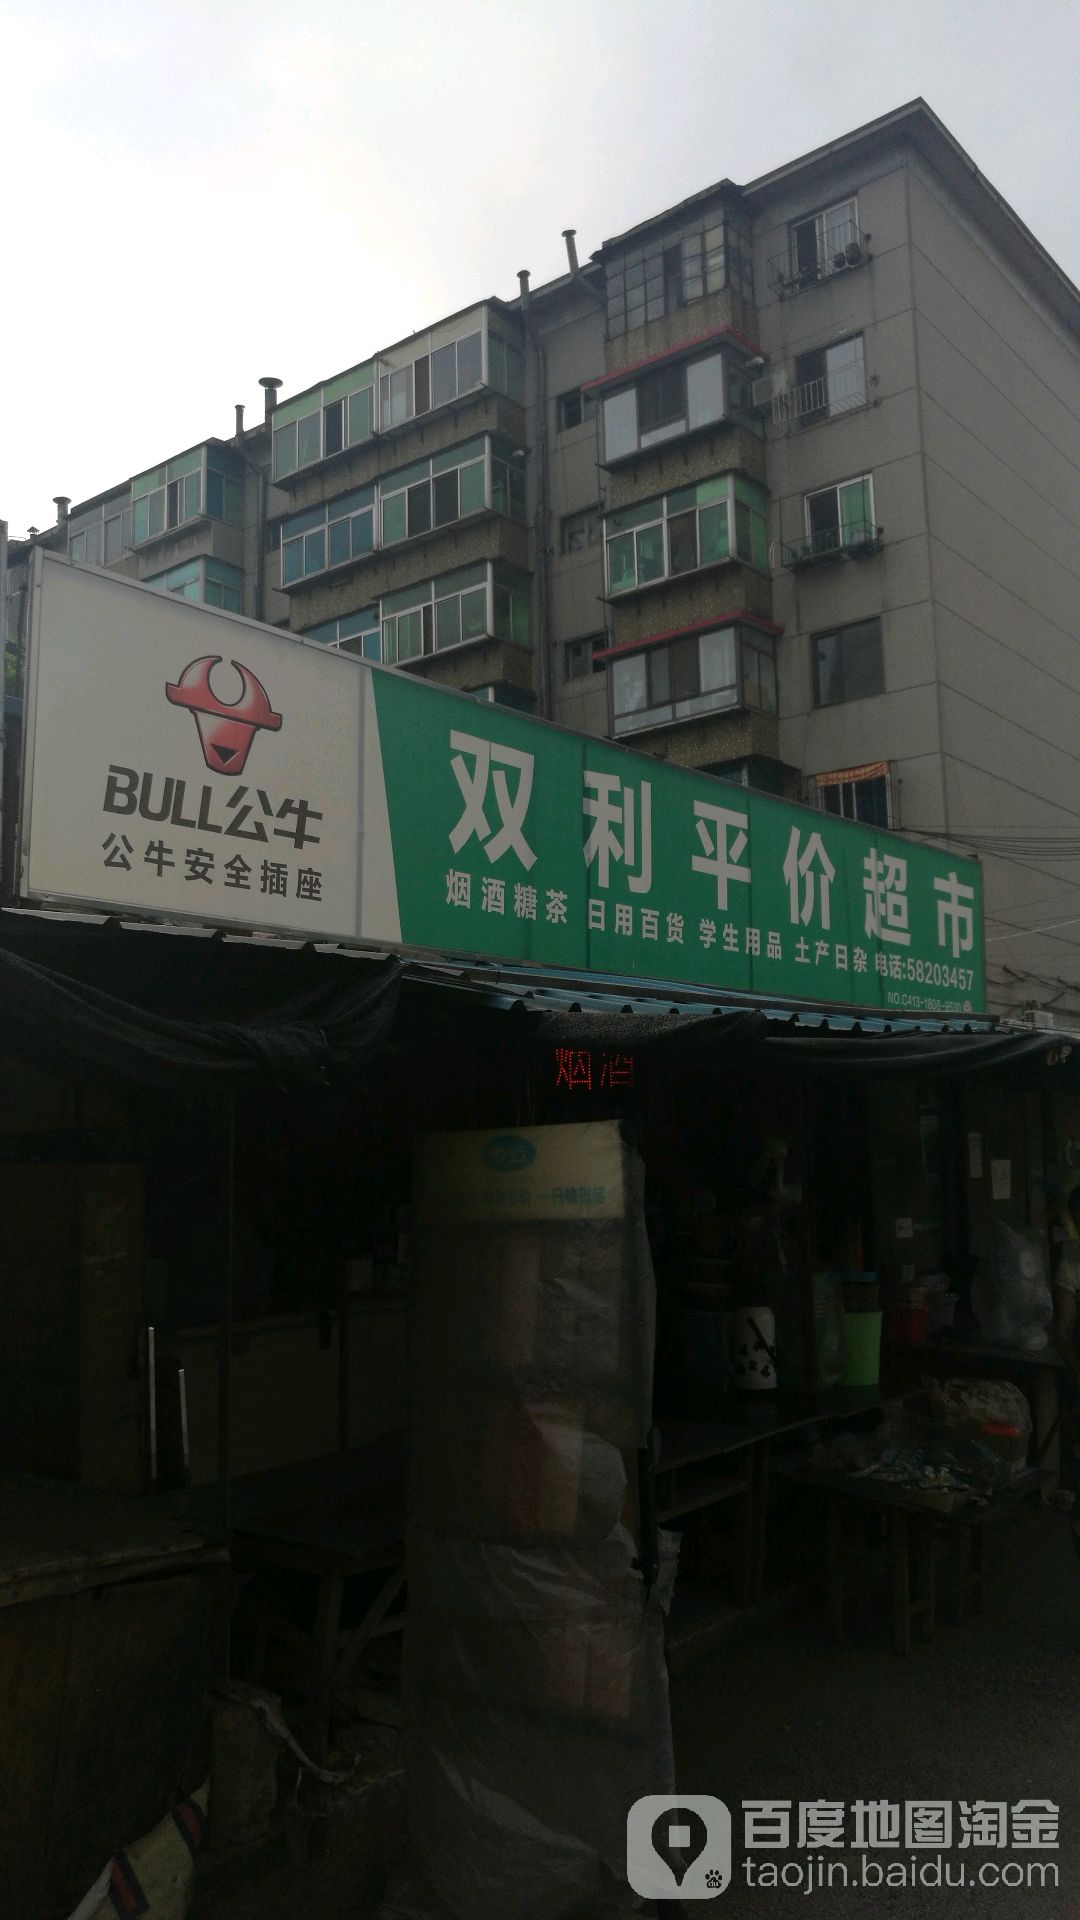 BULL公牛
公牛安全插座
双利平价超市
烟酒糖茶 日用百货 学生用品 土产日杂 电话:58203457
烟酒
百度地图淘金
taojin.baidu.com